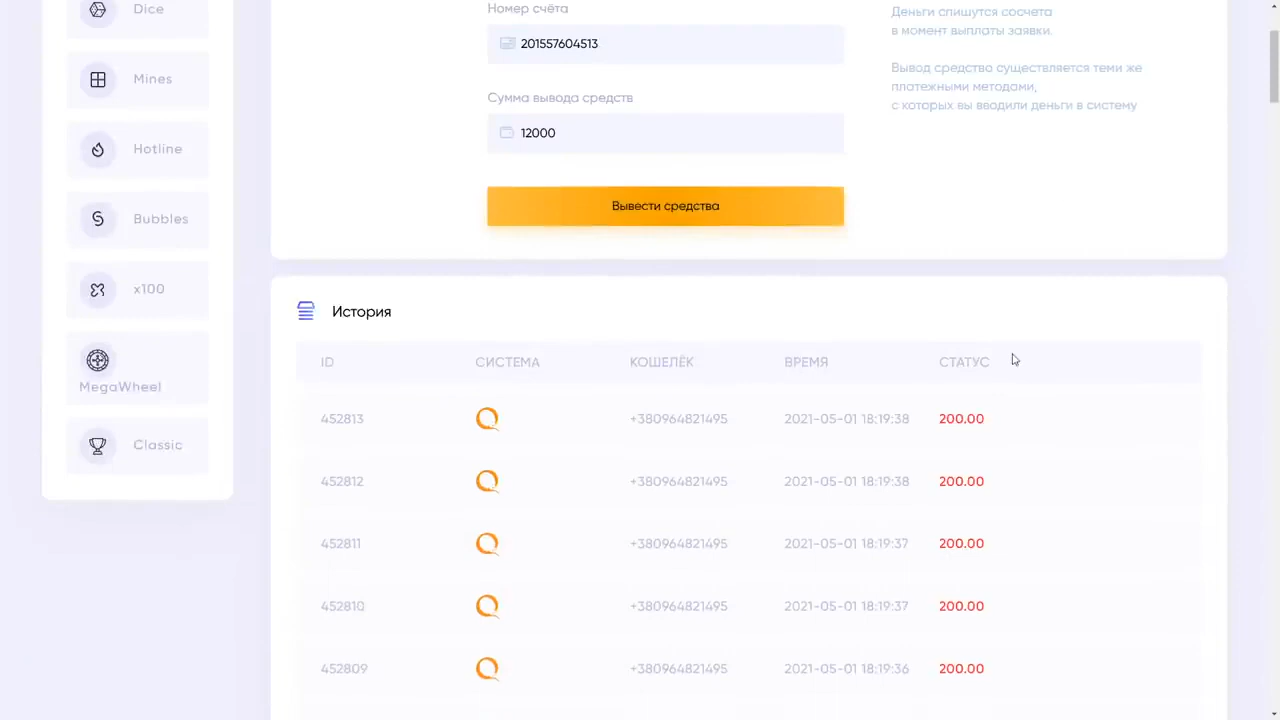 Dice
Mines
Hotline
Bubbles
x100
MegaWheel
Classic
Номер счёта
201557604513
Сумма вывода средств
12000
Вывести средства
Деньги спишутся сосчета
в момент выплаты заявки.
Вывод средства существляется теми же
платежными методами,
с которых вы вводили деньги в систему
История
ID СИСТЕМА КОШЕЛЁК ВРЕМЯ СТАТУС
452813 +380964821495 2021-05-01 18:19:38 200.00
452812 +380964821495 2021-05-01 18:19:38 200.00
452811 +380964821495 2021-05-01 18:19:37 200.00
452810 +380964821495 2021-05-01 18:19:37 200.00
452809 +380964821495 2021-05-01 18:19:36 200.00